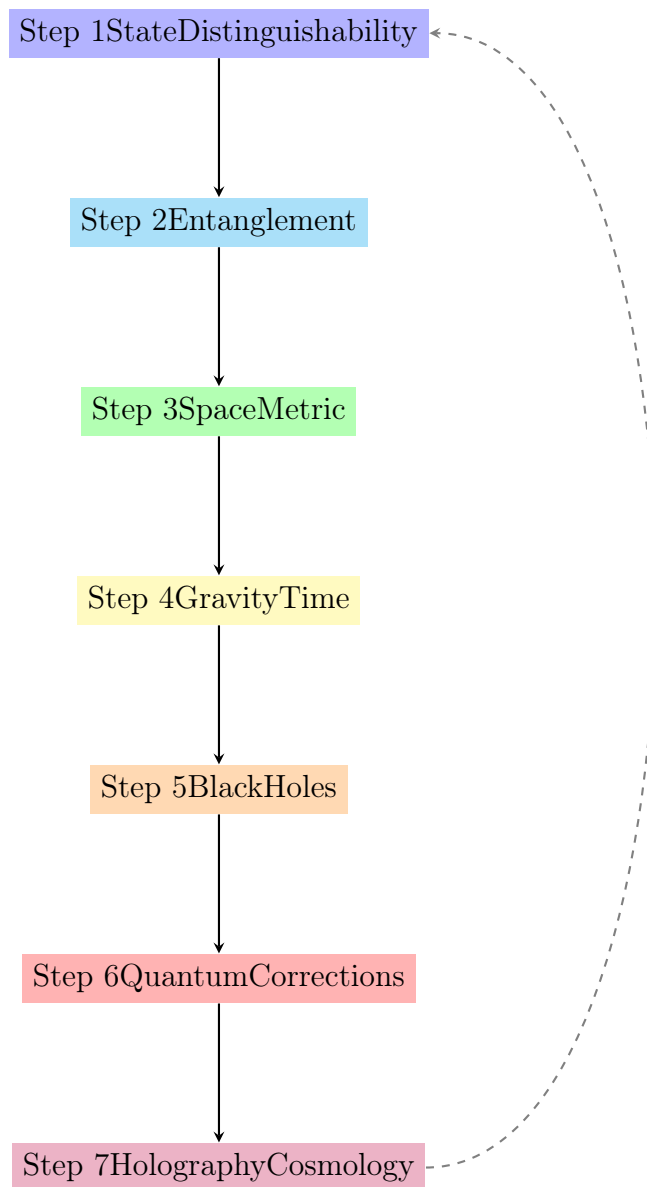 Step 1StateDistinguishability
Step 2Entanglement
Step 3SpaceMetric
Step 4GravityTime
Step 5BlackHoles
Step 6QuantumCorrections
Step 7HolographyCosmology